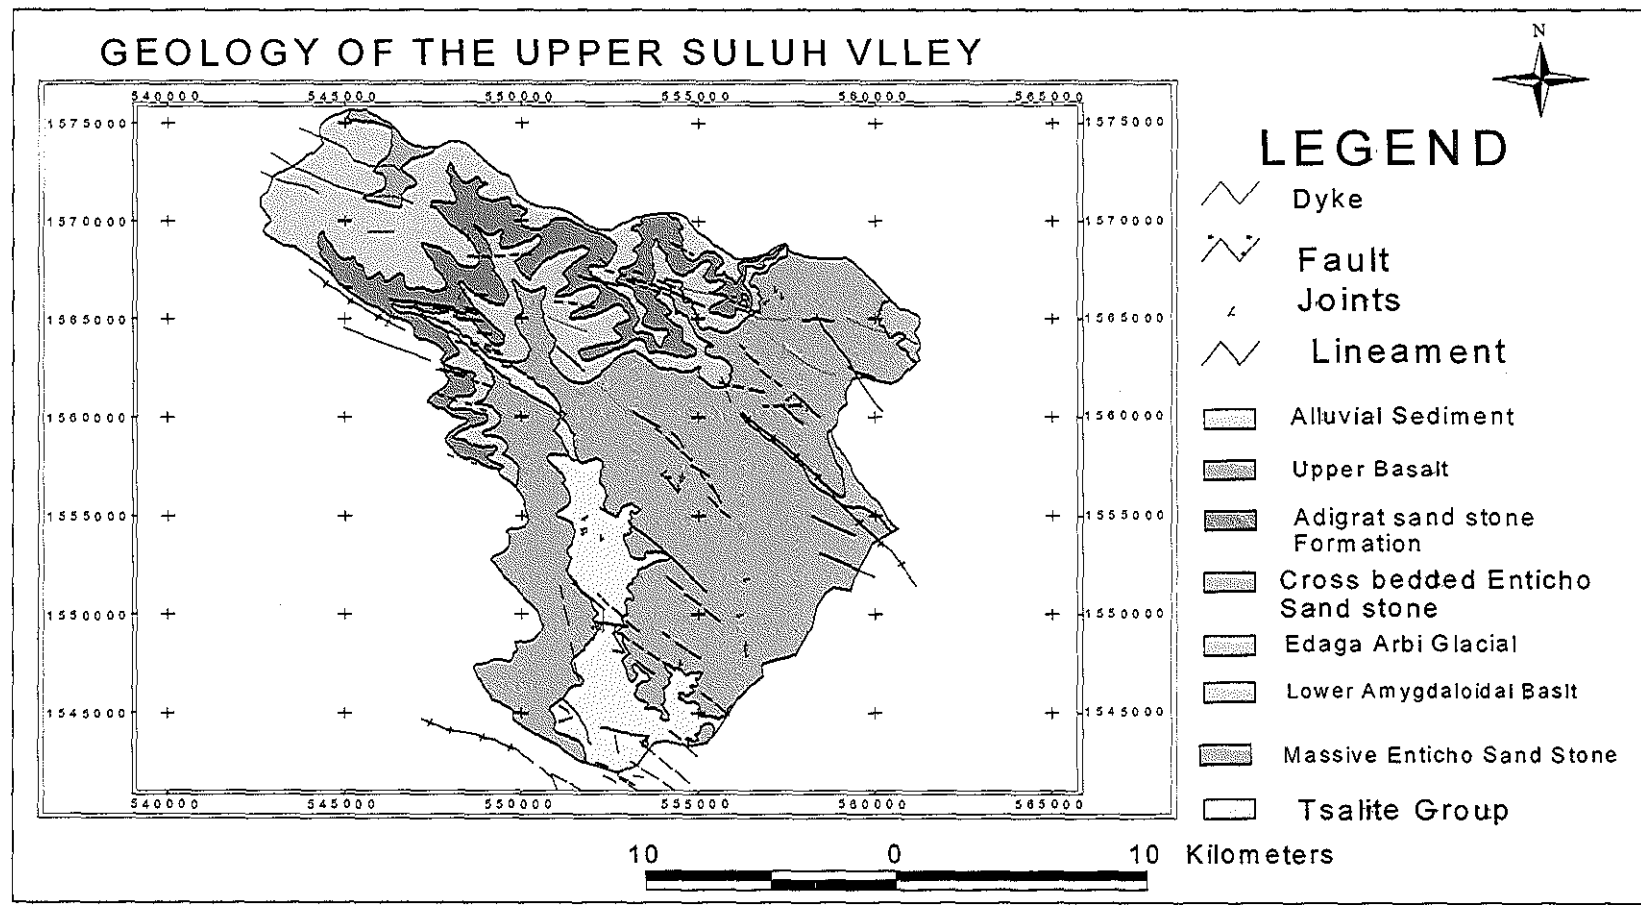 GEOLOGY OF THE UPPER SULUH VLLEY
N
540000 545000 550000 555000 560000 565000
1575000 1575000
1570000 1570000
1565000 1565000
1560000 1560000
1555000 1555000
1550000 1550000
1545000 1545000
540000 545000 550000 555000 560000 565000
LEGEND
Dyke
Fault
Joints
Lineament
Alluvial Sediment
Upper Basalt
Adigrat sand stone
Formation
Cross bedded Enticho
Sand stone
Edaga Arbi Glacial
Lower Amygdaloidal Baslt
Massive Enticho Sand Stone
Tsalite Group
10 0 10 Kilometers